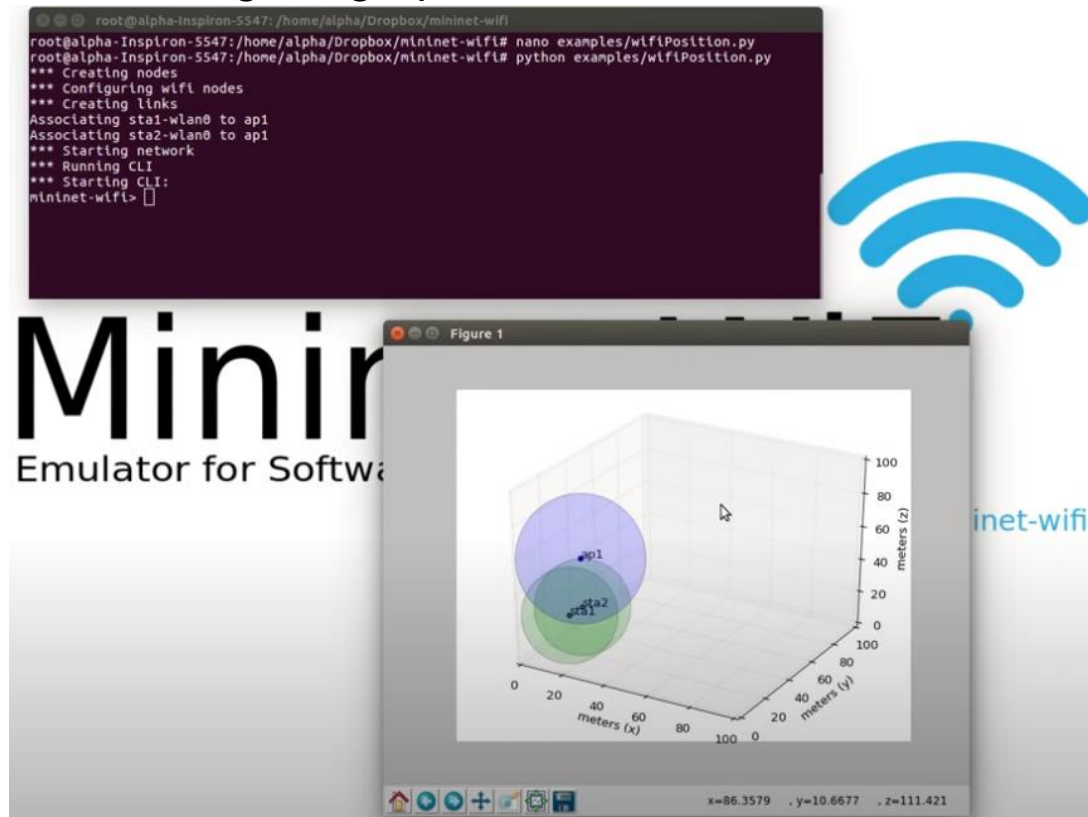 root@alpha-Inspiron-5547: /home/alpha/Dropbox/mininet-wifi
root@alpha-Inspiron-5547:/home/alpha/Dropbox/mininet-wifi# nano examples/wifiPosition.py
root@alpha-Inspiron-5547:/home/alpha/Dropbox/mininet-wifi# python examples/wifiPosition.py
*** Creating nodes
*** Configuring wifi nodes
*** Creating links
Associating sta1-wlan0 to ap1
Associating sta2-wlan0 to ap1
*** Starting network
*** Running CLI
*** Starting CLI:
mininet-wifi>
Minin
Emulator for Softwa
inet-wifi
Figure 1
ap1
sta2
sta1
100
80
60
40
20
0
meters (z)
100
80
60
40
20
0
meters (y)
0
20
40
60
80
100
meters (x)
x=86.3579 , y=10.6677 , z=111.421